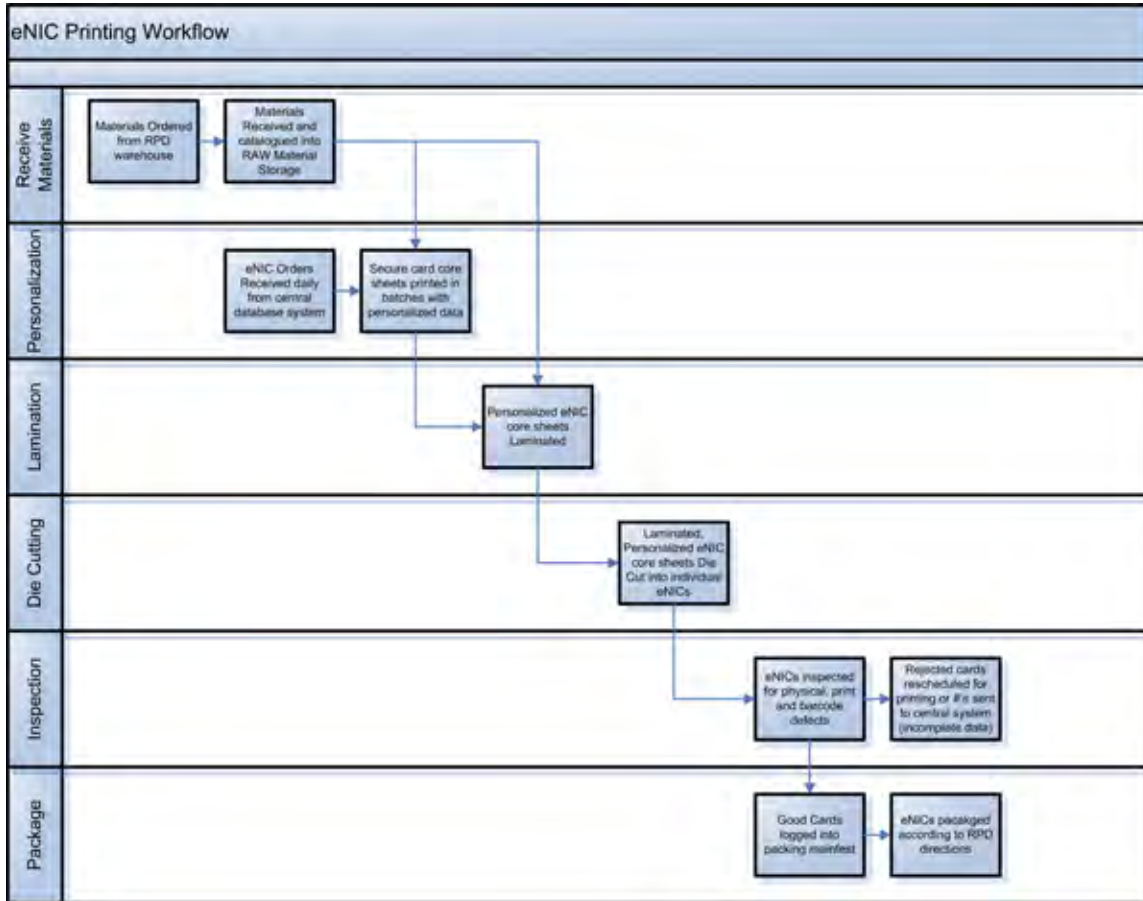 eNIC Printing Workflow
Receive
Materials
Materials Ordered
from RPD
warehouse
Materials
Received and
catalogued into
RAW Material
Storage
Personalization
eNIC Orders
Received daily
from central
database system
Secure card core
sheets printed in
batches with
personalized data
Lamination
Personalized eNIC
core sheets
Laminated
Die Cutting
Laminated,
Personalized eNIC
core sheets Die
Cut into individual
eNICs
Inspection
eNICs inspected
for physical, print
and barcode
defects
Rejected cards
rescheduled for
printing or #'s sent
to central system
(incomplete data)
Package
Good Cards
logged into
packing mainfest
eNICs pacakged
according to RPD
directions